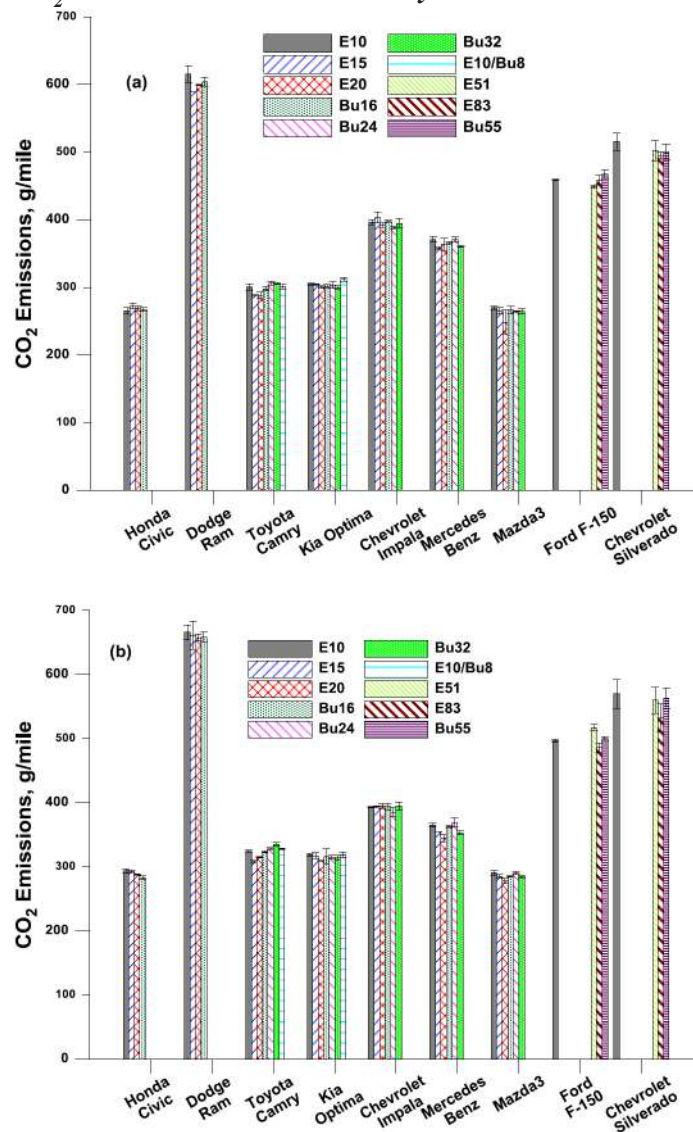 (a)
E10
E15
E20
Bu16
Bu24
Bu32
E10/Bu8
E51
E83
Bu55
CO2 Emissions, g/mile
700
600
500
400
300
200
100
0
Honda
Civic
Dodge
Ram
Toyota
Camry
Kia Optima
Chevrolet
Impala
Mercedes
Benz
Mazda3
Ford F-150
Chevrolet
Silverado
(b)
E10
E15
E20
Bu16
Bu24
Bu32
E10/Bu8
E51
E83
Bu55
CO2 Emissions, g/mile
700
600
500
400
300
200
100
0
Honda
Civic
Dodge
Ram
Toyota
Camry
Kia
Optima
Chevrolet
Impala
Mercedes
Benz
Mazda3
Ford
F-150
Chevrolet
Silverado